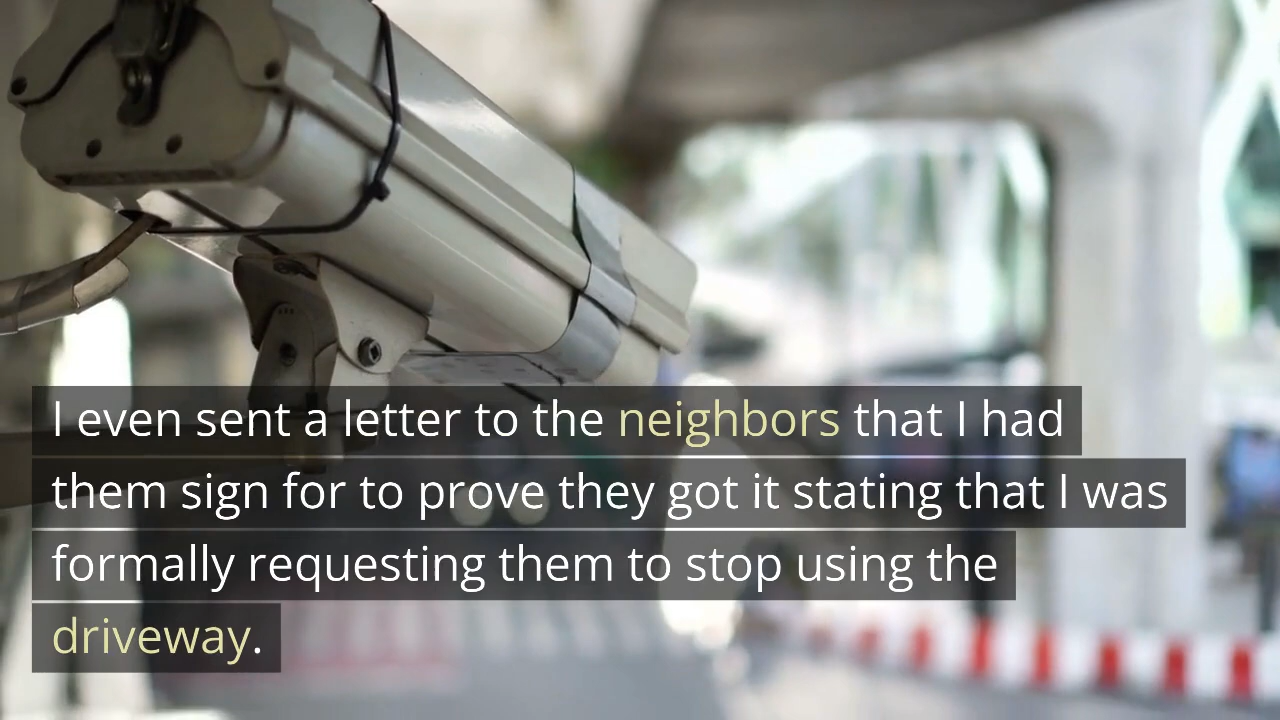 I even sent a letter to the neighbors that I had
them sign for to prove they got it stating that I was
formally requesting them to stop using the
driveway.